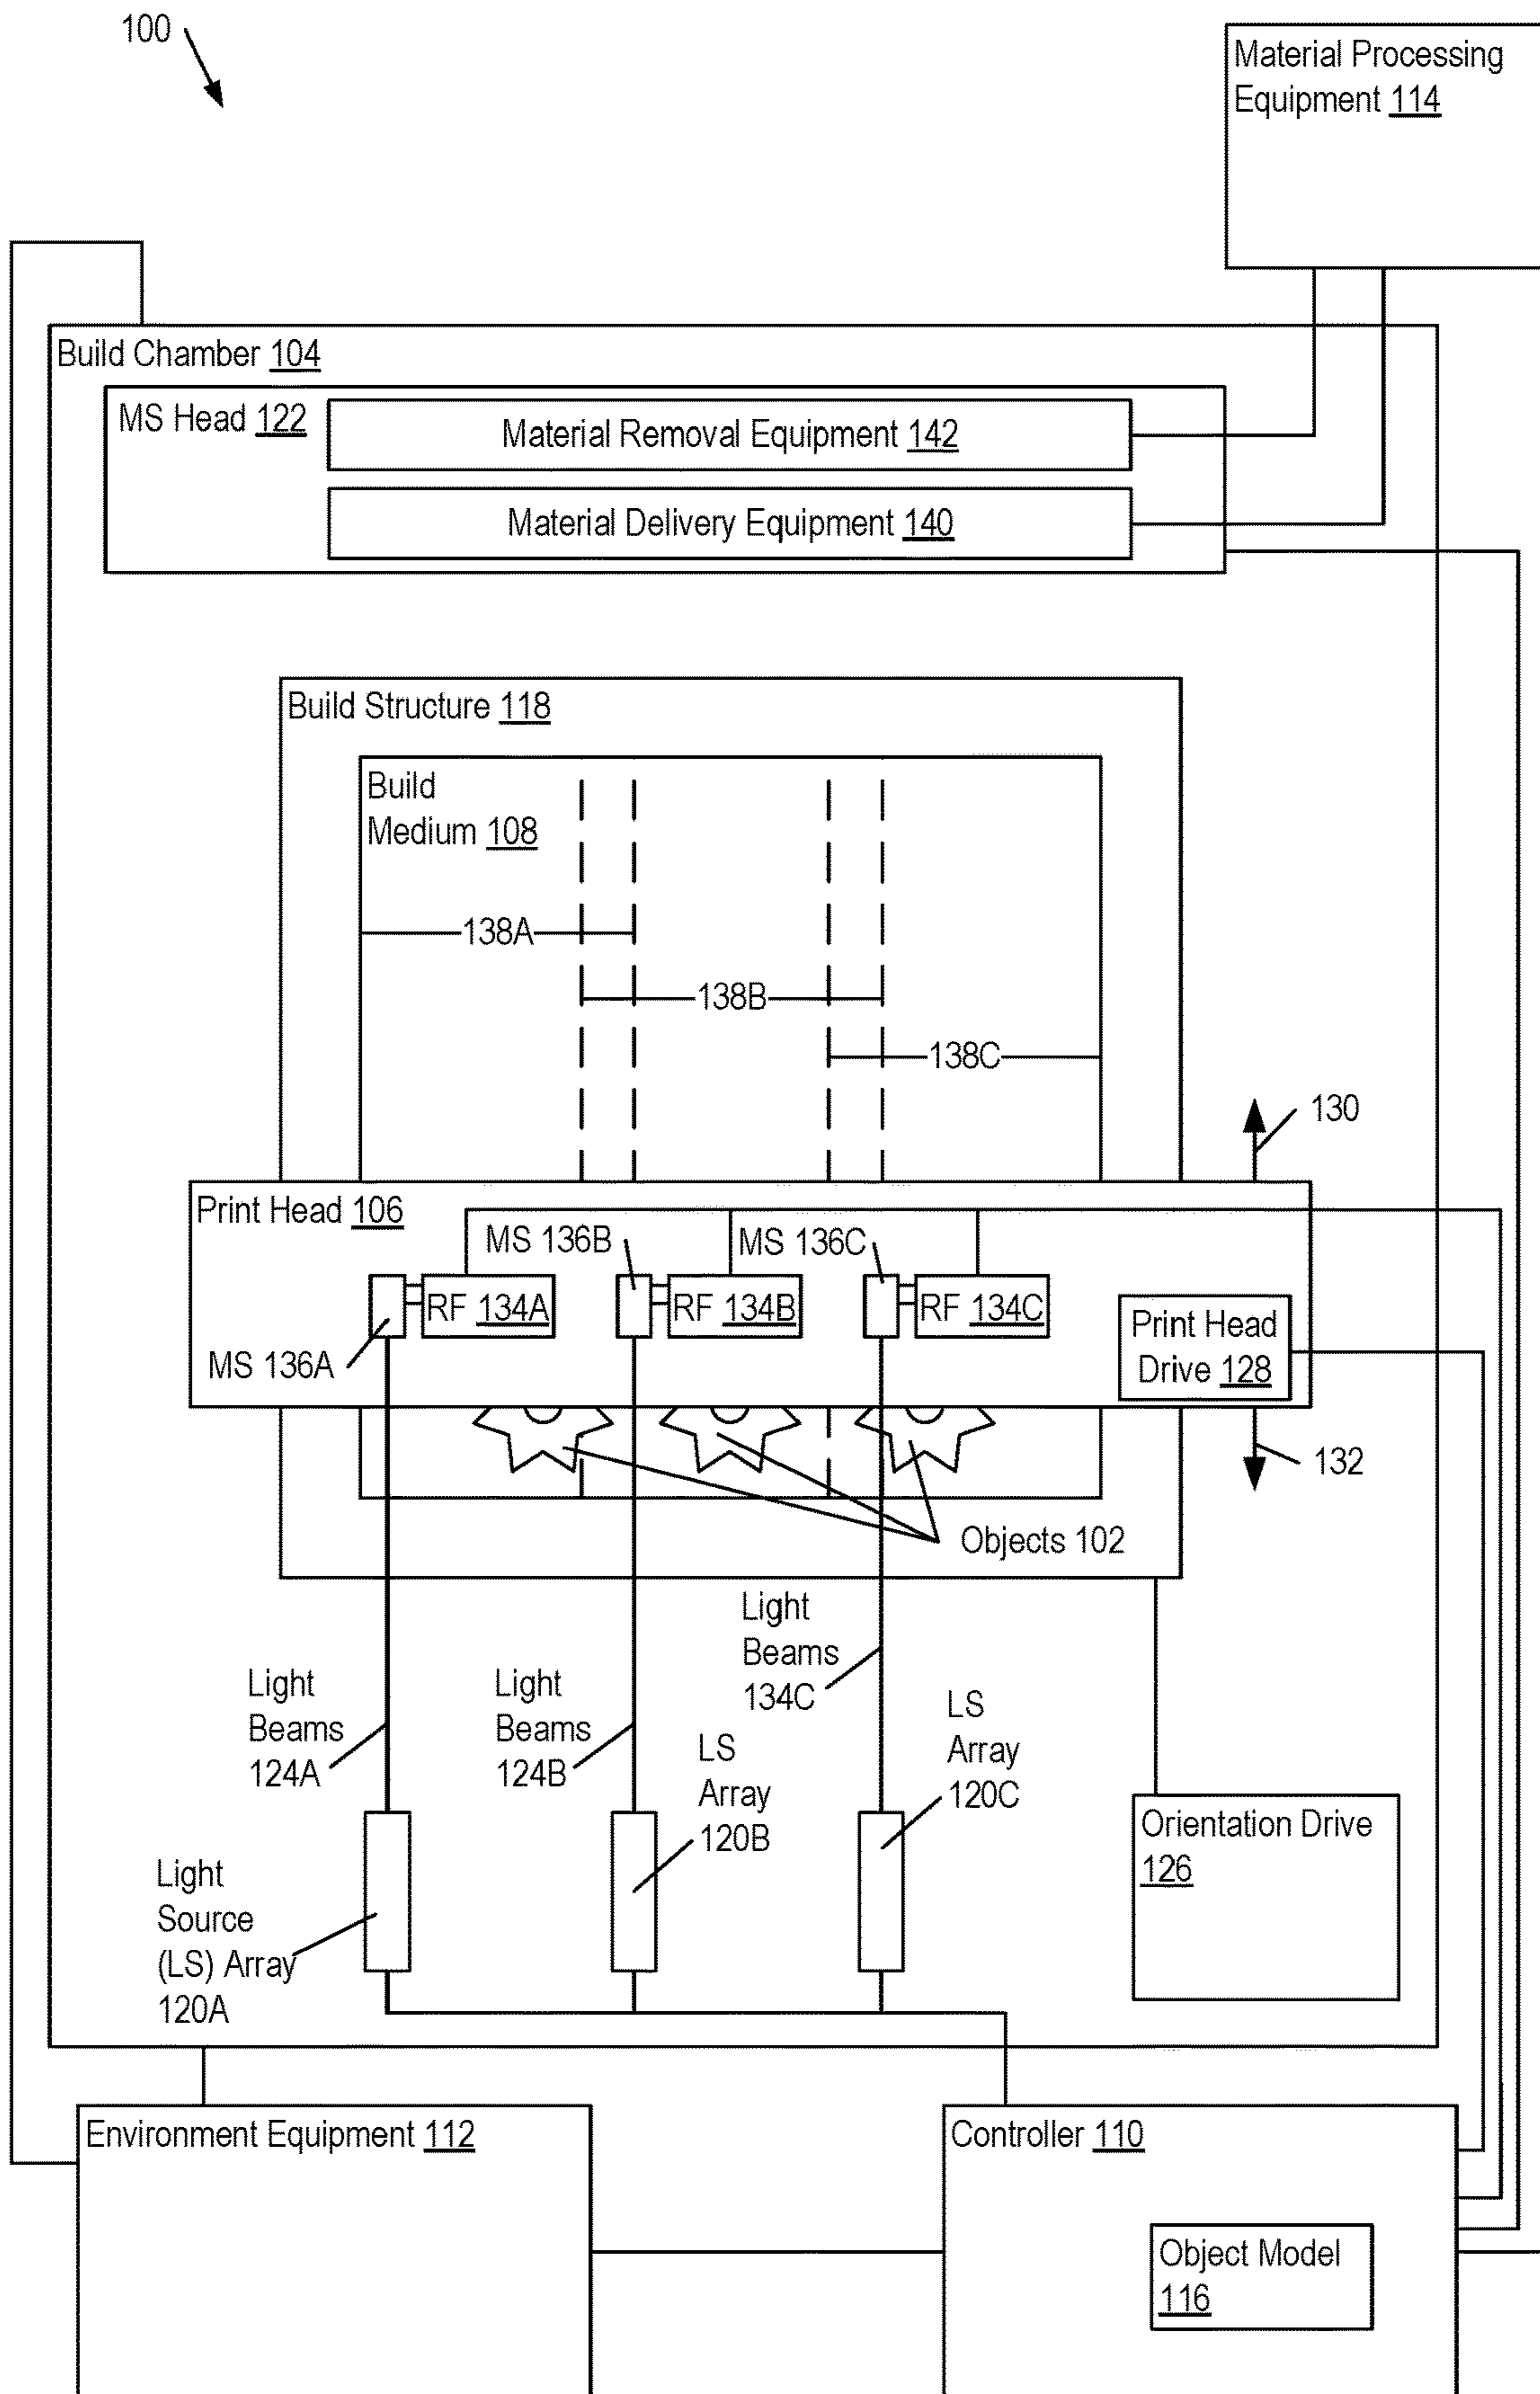 100
Material Processing
Equipment 114
Build Chamber 104
MS Head 122
Material Removal Equipment 142
Material Delivery Equipment 140
Build Structure 118
Build
Medium 108
138A
138B
138C
130
Print Head 106
MS 136B
MS 136C
RF 134A
RF 134B
RF 134C
MS 136A
Print Head
Drive 128
132
Objects 102
Light
Beams
134C
Light
Beams
124A
Light
Beams
124B
LS
Array
120B
LS
Array
120C
Orientation Drive
126
Light
Source
(LS) Array
120A
Environment Equipment 112
Controller 110
Object Model
116